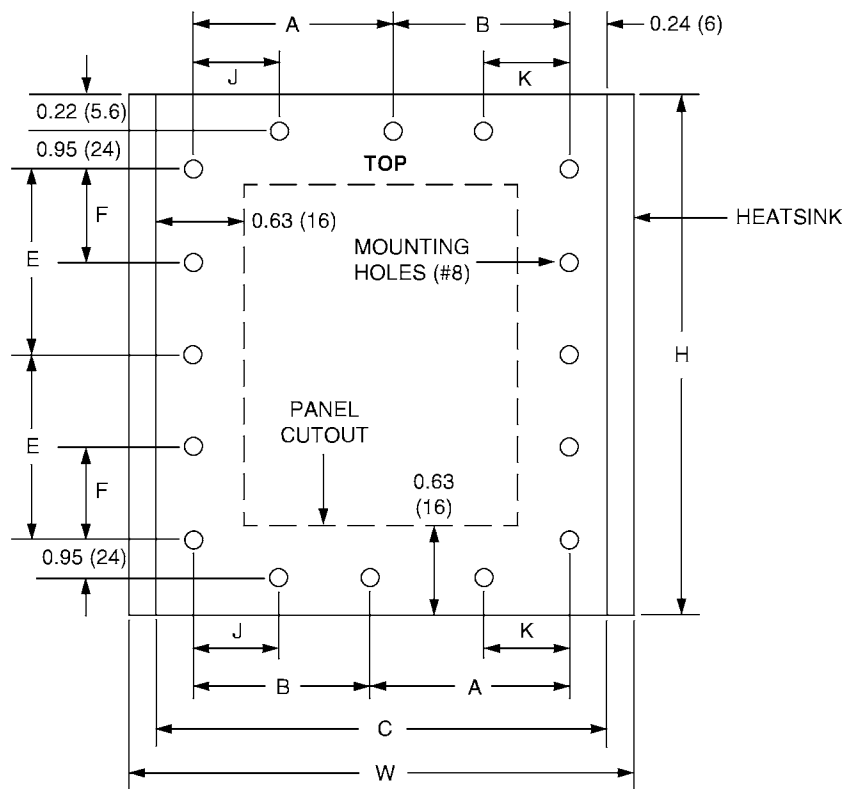 A
B
0.24 (6)
J
K
0.22 (5.6)
0.95 (24)
TOP
F
0.63 (16)
HEATSINK
E
MOUNTING
HOLES (#8)
H
PANEL
CUTOUT
E
0.63
(16)
F
0.95 (24)
J
K
B
A
C
W